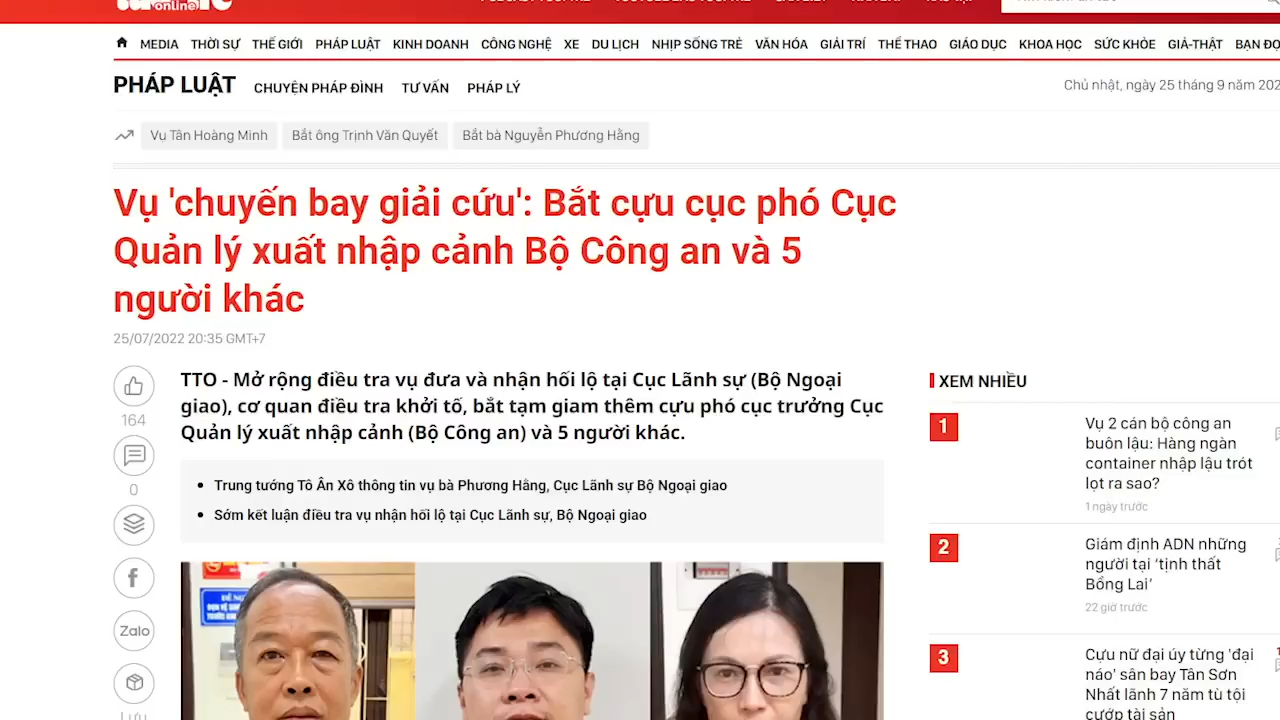 online
MEDIA THỜI SỰ THẾ GIỚI PHÁP LUẬT KINH DOANH CÔNG NGHỆ XE DU LỊCH NHỊP SỐNG TRẺ VĂN HÓA GIẢI TRÍ THỂ THAO GIÁO DỤC KHOA HỌC SỨC KHỎE GIẢ-THẬT BẠN
PHÁP LUẬT CHUYỆN PHÁP ĐÌNH TƯ VẤN PHÁP LÝ
Chủ nhật, ngày 25 tháng 9 năm
Vụ Tân Hoàng Minh Bắt ông Trịnh Văn Quyết Bắt bà Nguyễn Phương Hằng
Vụ 'chuyến bay giải cứu': Bắt cựu cục phó Cục
Quản lý xuất nhập cảnh Bộ Công an và 5
người khác
25/07/2022 20:35 GMT+7
TTO - Mở rộng điều tra vụ đưa và nhận hối lộ tại Cục Lãnh sự (Bộ Ngoại
giao), cơ quan điều tra khởi tố, bắt tạm giam thêm cựu phó cục trưởng Cục
Quản lý xuất nhập cảnh (Bộ Công an) và 5 người khác.
Trung tướng Tô Ân Xô thông tin vụ bà Phương Hằng, Cục Lãnh sự Bộ Ngoại giao
Sớm kết luận điều tra vụ nhận hối lộ tại Cục Lãnh sự, Bộ Ngoại giao
164
0
f
Zalo
Lưu
XEM NHIỀU
1
Vụ 2 cán bộ công an
buôn lậu: Hàng ngàn
container nhập lậu trót
lọt ra sao?
1 ngày trước
2
Giám định ADN những
người tại 'tịnh thất
Bồng Lai'
22 giờ trước
3
Cựu nữ đại úy từng 'đại
náo' sân bay Tân Sơn
Nhất lãnh 7 năm tù tội
cướp tài sản